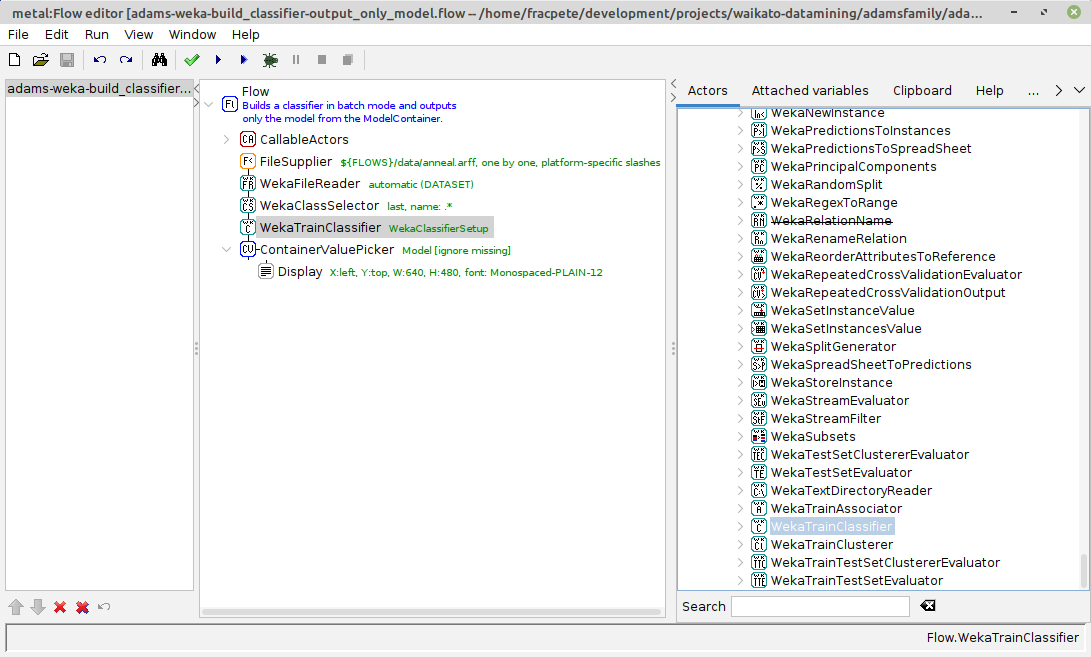 metal:Flow editor [adams-weka-build_classifier-output_only_model.flow -- /home/fracpete/development/projects/waikato-datamining/adamsfamily/ada...
File Edit Run View Window Help
adams-weka-build_classifier...
Flow
Fl Builds a classifier in batch mode and outputs
only the model from the ModelContainer.
CA CallableActors
F< FileSupplier ${FLOWS}/data/anneal.arff, one by one, platform-specific slashes
FR WekaFileReader automatic (DATASET)
CS WekaClassSelector last, name: .*
C WekaTrainClassifier WekaClassifierSetup
CV ContainerValuePicker Model [ignore missing]
Display X:left, Y:top, W:640, H:480, font: Monospaced-PLAIN-12
Actors Attached variables Clipboard Help ...
WekaNewInstance
WekaPredictionsToInstances
WekaPredictionsToSpreadSheet
WekaPrincipalComponents
WekaRandomSplit
WekaRegexToRange
WekaRelationName
WekaRenameRelation
WekaReorderAttributesToReference
WekaRepeatedCrossValidationEvaluator
WekaRepeatedCrossValidationOutput
WekaSetInstanceValue
WekaSetInstancesValue
WekaSplitGenerator
WekaSpreadSheetToPredictions
WekaStoreInstance
WekaStreamEvaluator
WekaStreamFilter
WekaSubsets
WekaTestSetClustererEvaluator
WekaTestSetEvaluator
WekaTextDirectoryReader
WekaTrainAssociator
WekaTrainClassifier
WekaTrainClusterer
WekaTrainTestSetClustererEvaluator
WekaTrainTestSetEvaluator
Search
Flow.WekaTrainClassifier